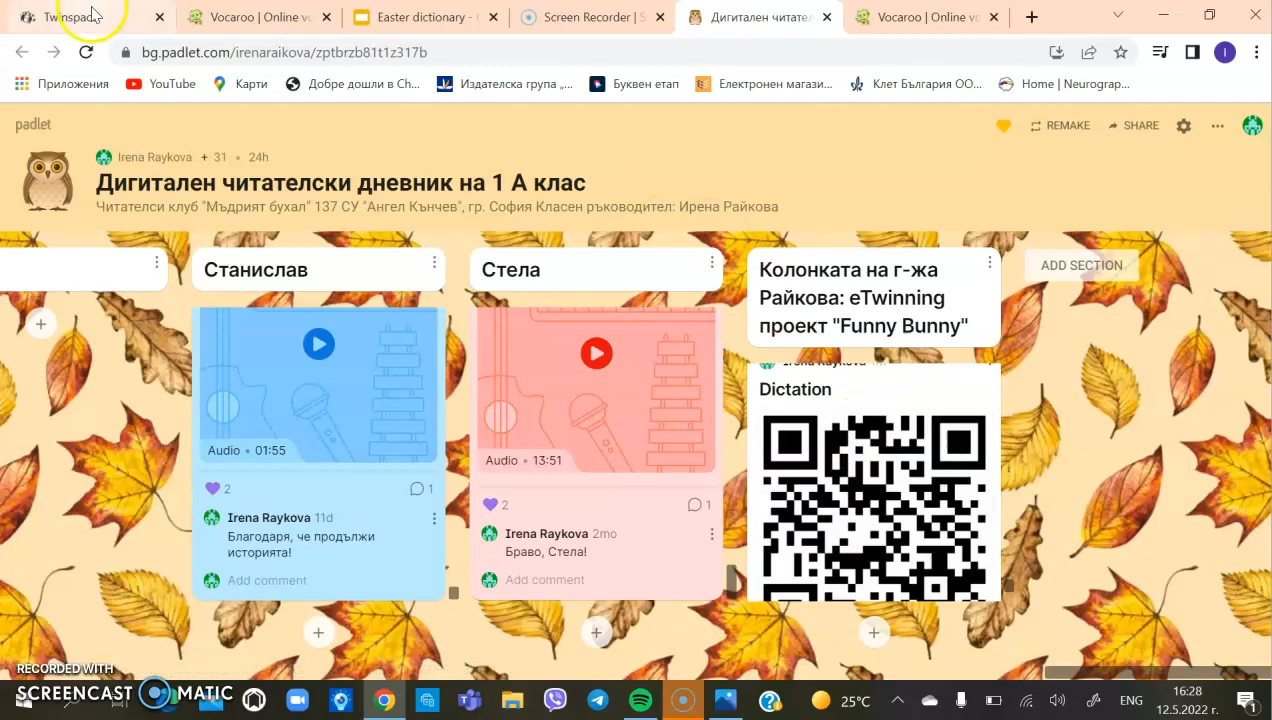 Twinspace
Vocaroo | Online vo
Easter dictionary -
Screen Recorder | S
Дигитален читател
Vocaroo | Online vo
bg.padlet.com/irenaraikova/zptbrzb81t1z317b
I
Приложения
YouTube
Карти
Добре дошли в Ch...
Издателска група „...
Буквен етап
Електронен магази...
Клет България ОО...
Home | Neurograp...
padlet
REMAKE
SHARE
Irena Raykova + 31 • 24h
Дигитален читателски дневник на 1 А клас
Читателси клуб "Мъдрият бухал" 137 СУ "Ангел Кънчев", гр. София Класен ръководител: Ирена Райкова
Станислав
Audio • 01:55
2
1
Irena Raykova 11d
Благодаря, че продължи
историята!
Add comment
Стела
Audio • 13:51
2
1
Irena Raykova 2mo
Браво, Стела!
Add comment
Колонката на г-жа
Райкова: eTwinning
проект "Funny Bunny"
Dictation
ADD SECTION
RECORDED WITH
SCREENCAST MATIC
25°C
ENG
16:28
12.5.2022 г.
1